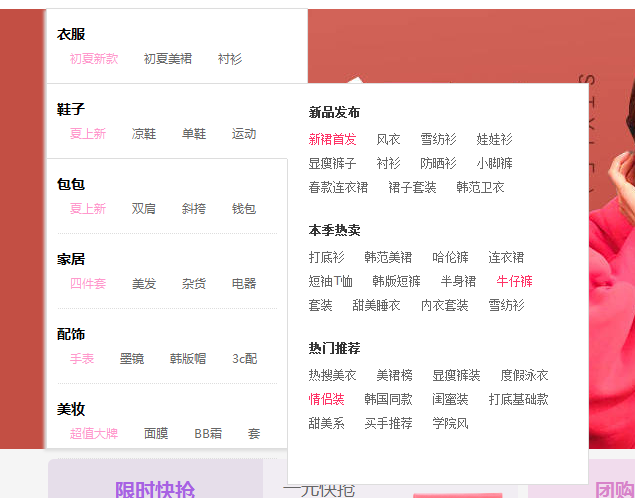 衣服
初夏新款 初夏美裙 衬衫
鞋子
夏上新 凉鞋 单鞋 运动
包包
夏上新 双肩 斜挎 钱包
家居
四件套 美发 杂货 电器
配饰
手表 墨镜 韩版帽 3c配
美妆
超值大牌 面膜 BB霜 套
新品发布
新裙首发 风衣 雪纺衫 娃娃衫
显瘦裤子 衬衫 防晒衫 小脚裤
春款连衣裙 裙子套装 韩范卫衣
本季热卖
打底衫 韩范美裙 哈伦裤 连衣裙
短袖T恤 韩版短裤 半身裙 牛仔裤
套装 甜美睡衣 内衣套装 雪纺衫
热门推荐
热搜美衣 美裙榜 显瘦裤装 度假泳衣
情侣装 韩国同款 闺蜜装 打底基础款
甜美系 买手推荐 学院风
限时快抢
一元快抢
团购